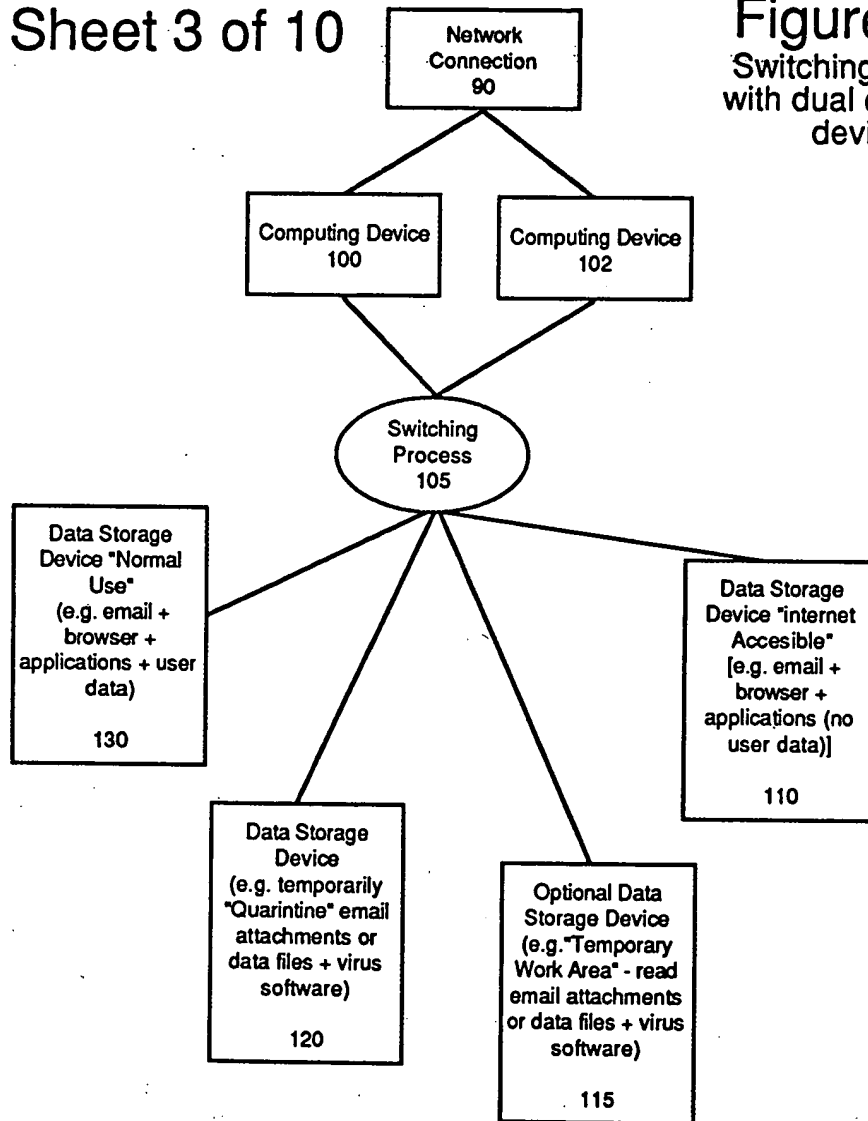 Sheet 3 of 10
Figure
Switching
with dual
Network
Connection
90
Computing Device
100
Computing Device
102
Switching
Process
105
Data Storage
Device "Normal
Use"
(e.g. email +
browser +
applications + user
data)
130
Data Storage
Device "internet
Accesible"
[e.g. email +
browser +
applications (no
user data)]
110
Data Storage
Device
(e.g. temporarily
"Quarintine" email
attachments or
data files + virus
software)
120
Optional Data
Storage Device
(e.g."Temporary
Work Area" - read
email attachments
or data files + virus
software)
115